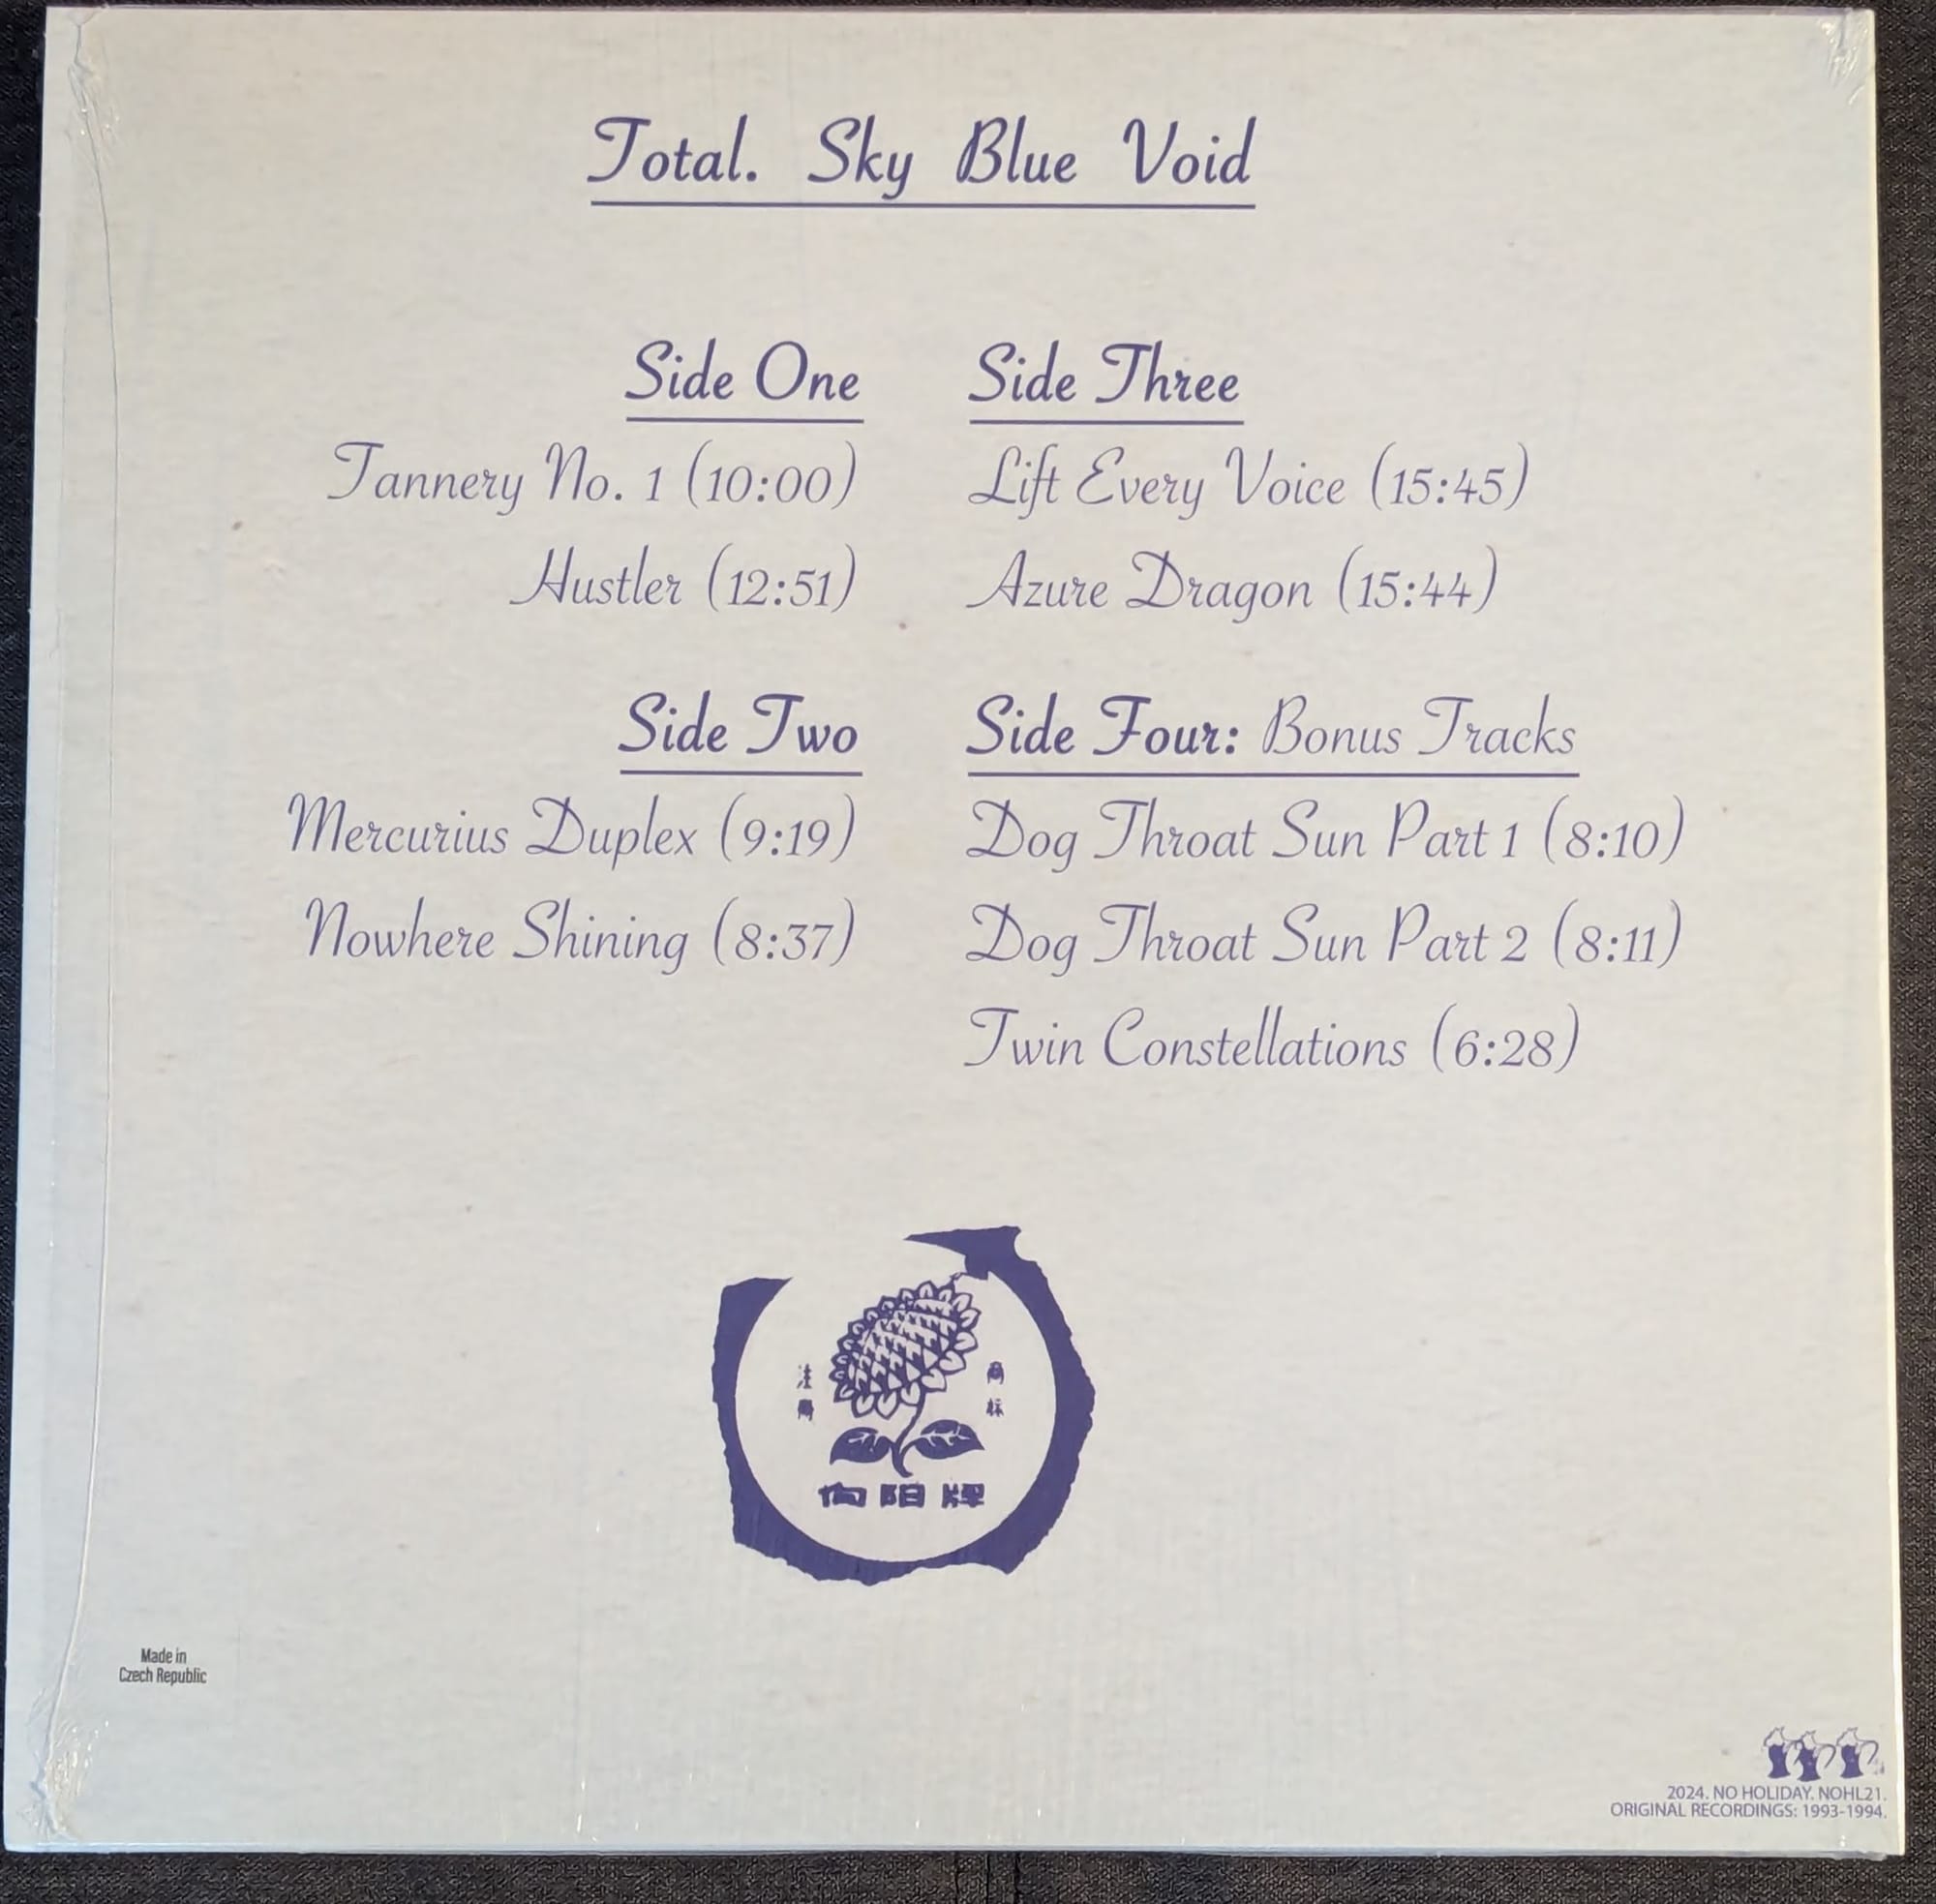 Total. Sky Blue Void
Side One
Tannery No. 1 (10:00)
Hustler (12:51)
Side Two
Mercurius Duplex (9:19)
Nowhere Shining (8:37)
Side Three
Lift Every Voice (15:45)
Azure Dragon (15:44)
Side Four: Bonus Tracks
Dog Throat Sun Part 1 (8:10)
Dog Throat Sun Part 2 (8:11)
Twin Constellations (6:28)
商标
向阳牌
Made in
Czech Republic
2024. NO HOLIDAY. NOHL21.
ORIGINAL RECORDINGS: 1993-1994.